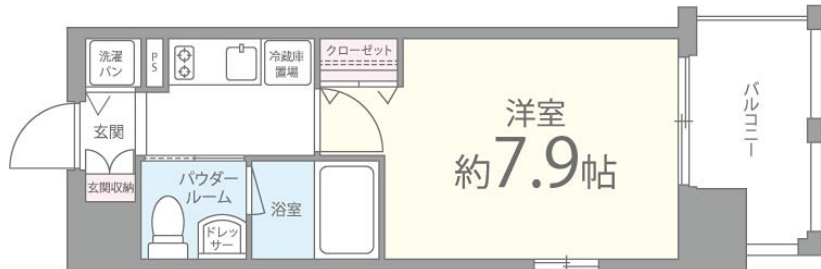 洗濯
パン
PS
冷蔵庫
置場
クローゼット
玄関
玄関収納
パウダー
ルーム
ドレッ
サー
浴室
洋室
約7.9帖
バルコニー